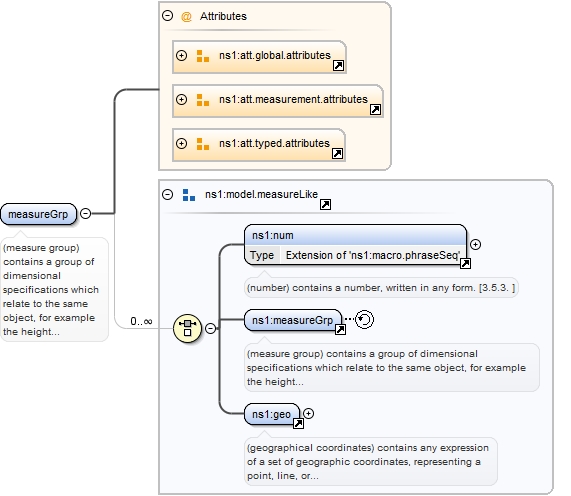 @ Attributes
ns1:att.global.attributes
ns1:att.measurement.attributes
ns1:att.typed.attributes
measureGrp
(measure group)
contains a group of
dimensional
specifications which
relate to the same
object, for example
the height...
0..∞
ns1:model.measureLike
ns1:num
Type Extension of 'ns1:macro.phraseSeq'
(number) contains a number, written in any form. [3.5.3. ]
ns1:measureGrp
(measure group) contains a group of dimensional
specifications which relate to the same object, for example
the height...
ns1:geo
(geographical coordinates) contains any expression
of a set of geographic coordinates, representing a
point, line, or...